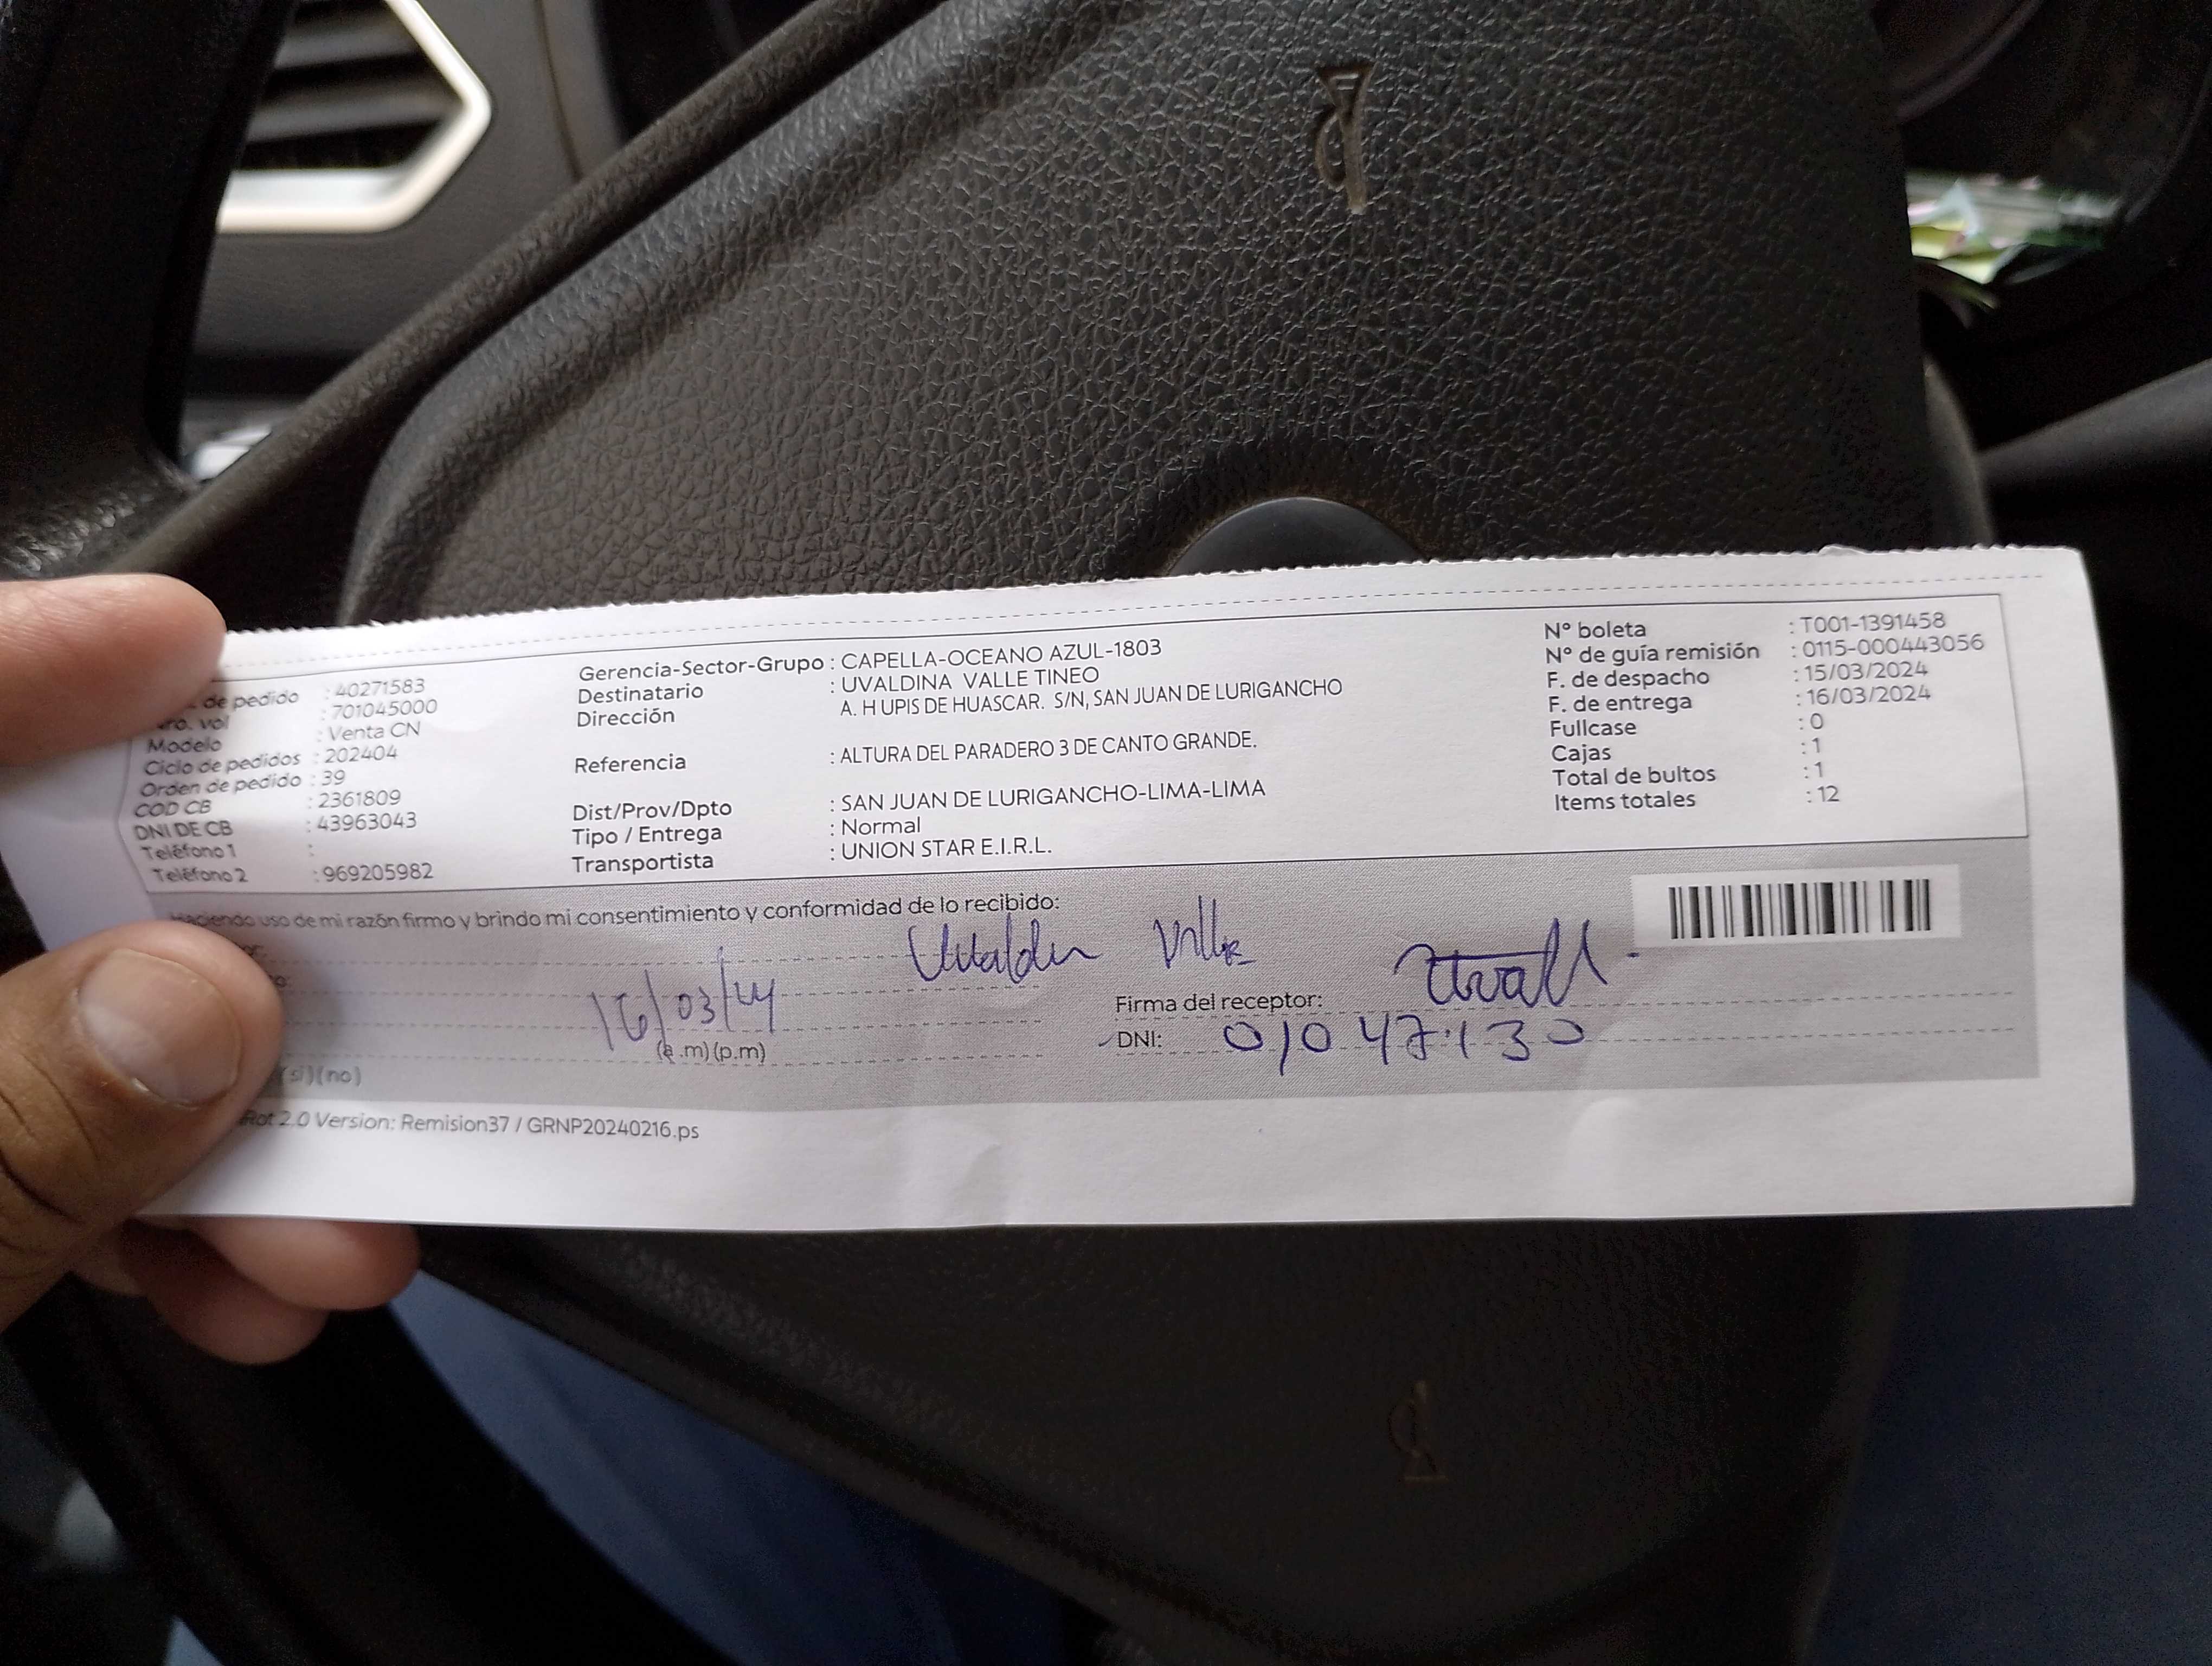 de pedido : 40271583
ro. vol : 701045000
Modelo : Venta CN
Ciclo de pedidos : 202404
Orden de pedido : 39
COD CB : 2361809
DNI DE CB : 43963043
Teléfono 1 :
Teléfono 2 : 969205982
Gerencia-Sector-Grupo : CAPELLA-OCEANO AZUL-1803
Destinatario : UVALDINA VALLE TINEO
Dirección A. H UPIS DE HUASCAR. S/N, SAN JUAN DE LURIGANCHO
Referencia : ALTURA DEL PARADERO 3 DE CANTO GRANDE.
Dist/Prov/Dpto : SAN JUAN DE LURIGANCHO-LIMA-LIMA
Tipo / Entrega : Normal
Transportista : UNION STAR E.I.R.L.
N° boleta : T001-1391458
N° de guía remisión : 0115-000443056
F. de despacho : 15/03/2024
F. de entrega : 16/03/2024
Fullcase : 0
Cajas : 1
Total de bultos : 1
Items totales : 12
Haciendo uso de mi razón firmo y brindo mi consentimiento y conformidad de lo recibido:
16/03/24
(a.m)(p.m)
Firma del receptor:
DNI: 01047130
(si)(no)
2.0 Version: Remision37 / GRNP20240216.ps